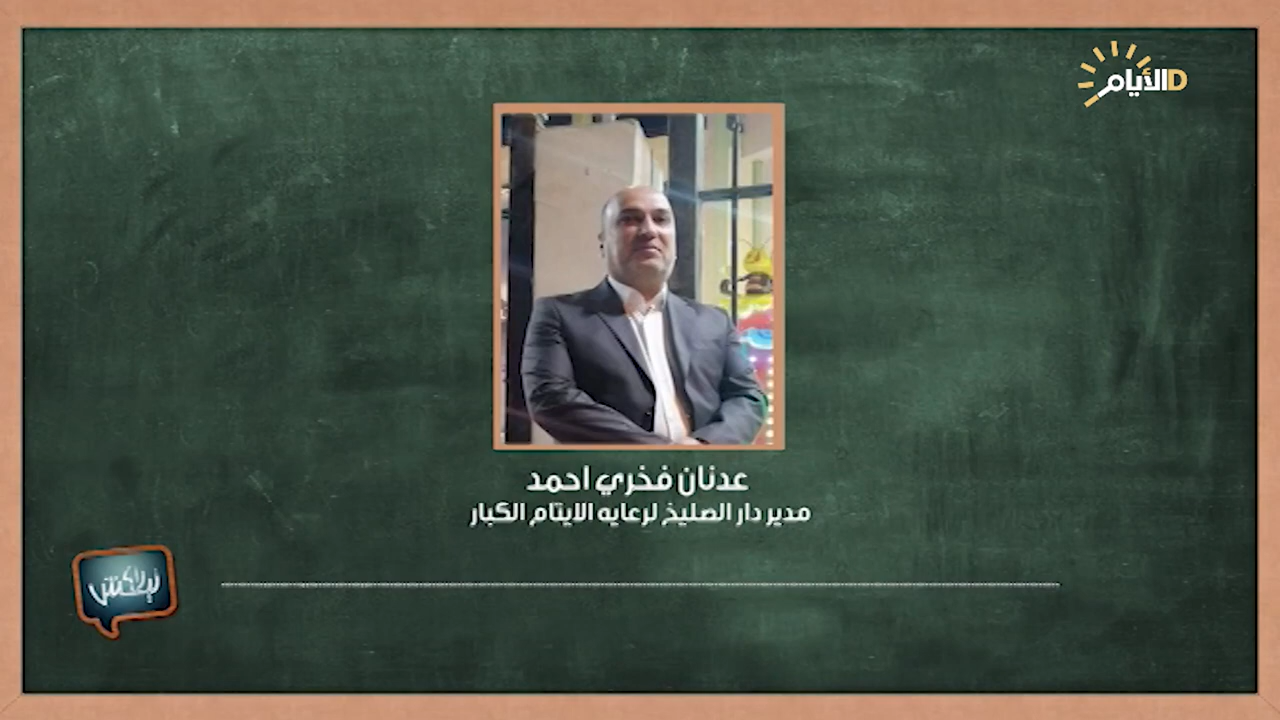 الأيام D
عدنان فخري احمد
مدير دار الصليخ لرعايه الايتام الكبار